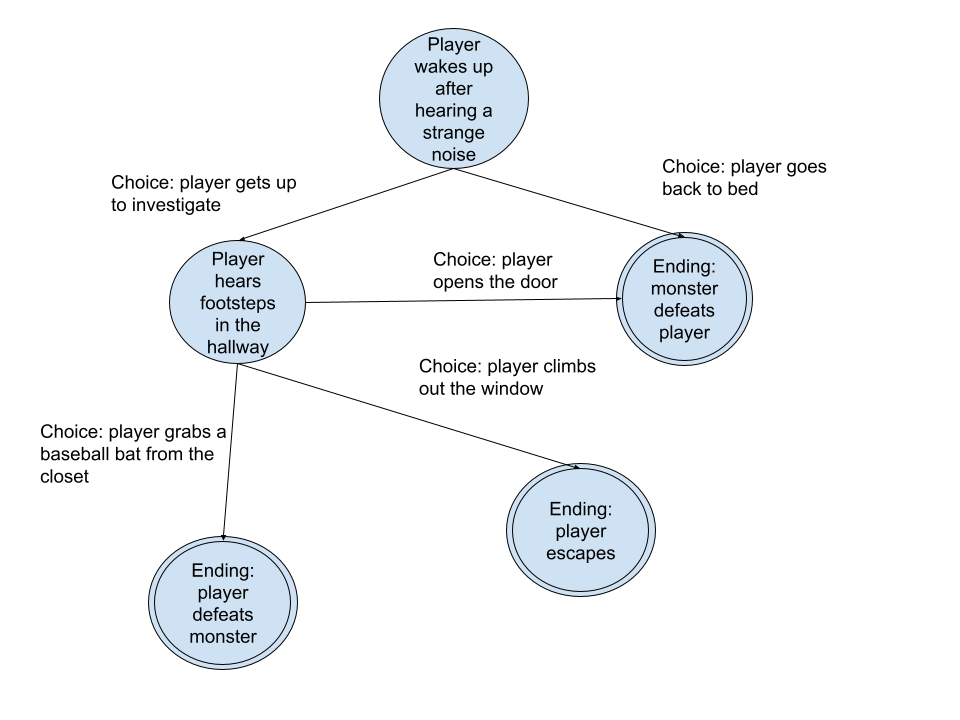 Player
wakes up
after
hearing a
strange
noise
Choice: player gets up
to investigate
Choice: player goes
back to bed
Player
hears
footsteps
in the
hallway
Choice: player
opens the door
Ending:
monster
defeats
player
Choice: player climbs
out the window
Choice: player grabs a
baseball bat from the
closet
Ending:
player
escapes
Ending:
player
defeats
monster